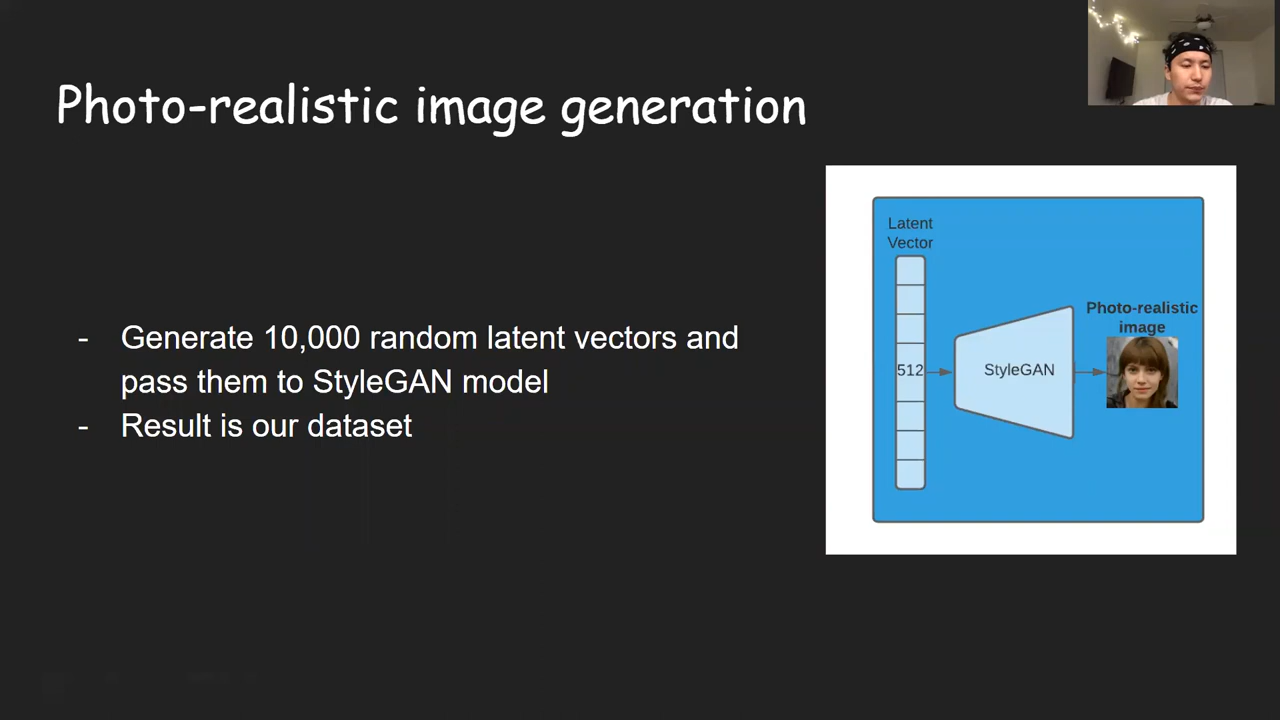 Photo-realistic image generation
- Generate 10,000 random latent vectors and
pass them to StyleGAN model
- Result is our dataset
Latent
Vector
512
StyleGAN
Photo-realistic
image